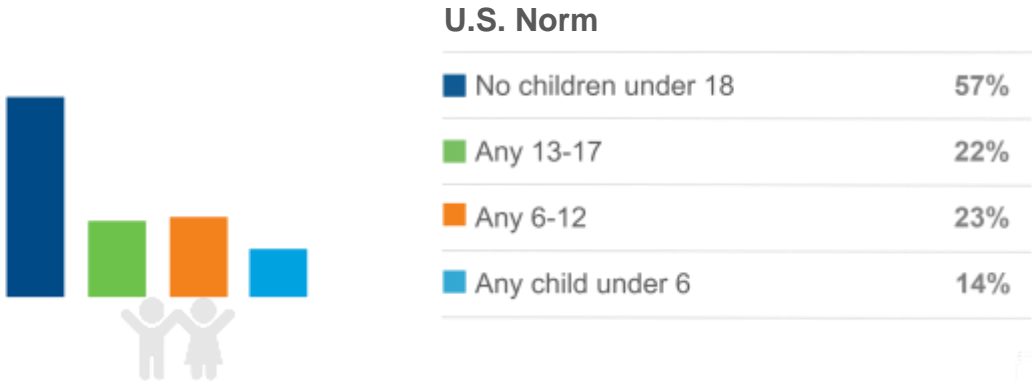 U.S. Norm
No children under 18 57%
Any 13-17 22%
Any 6-12 23%
Any child under 6 14%